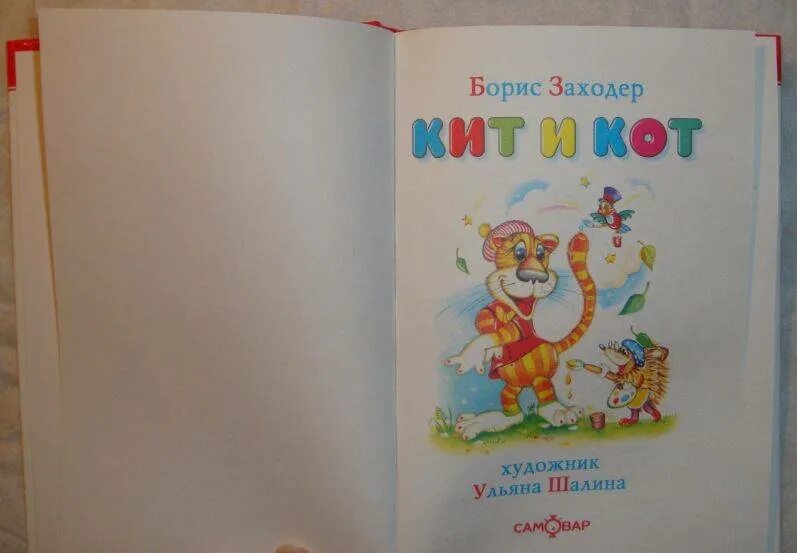 Борис Заходер
КИТ И КОТ
художник
Ульяна Шалина
САМОВАР